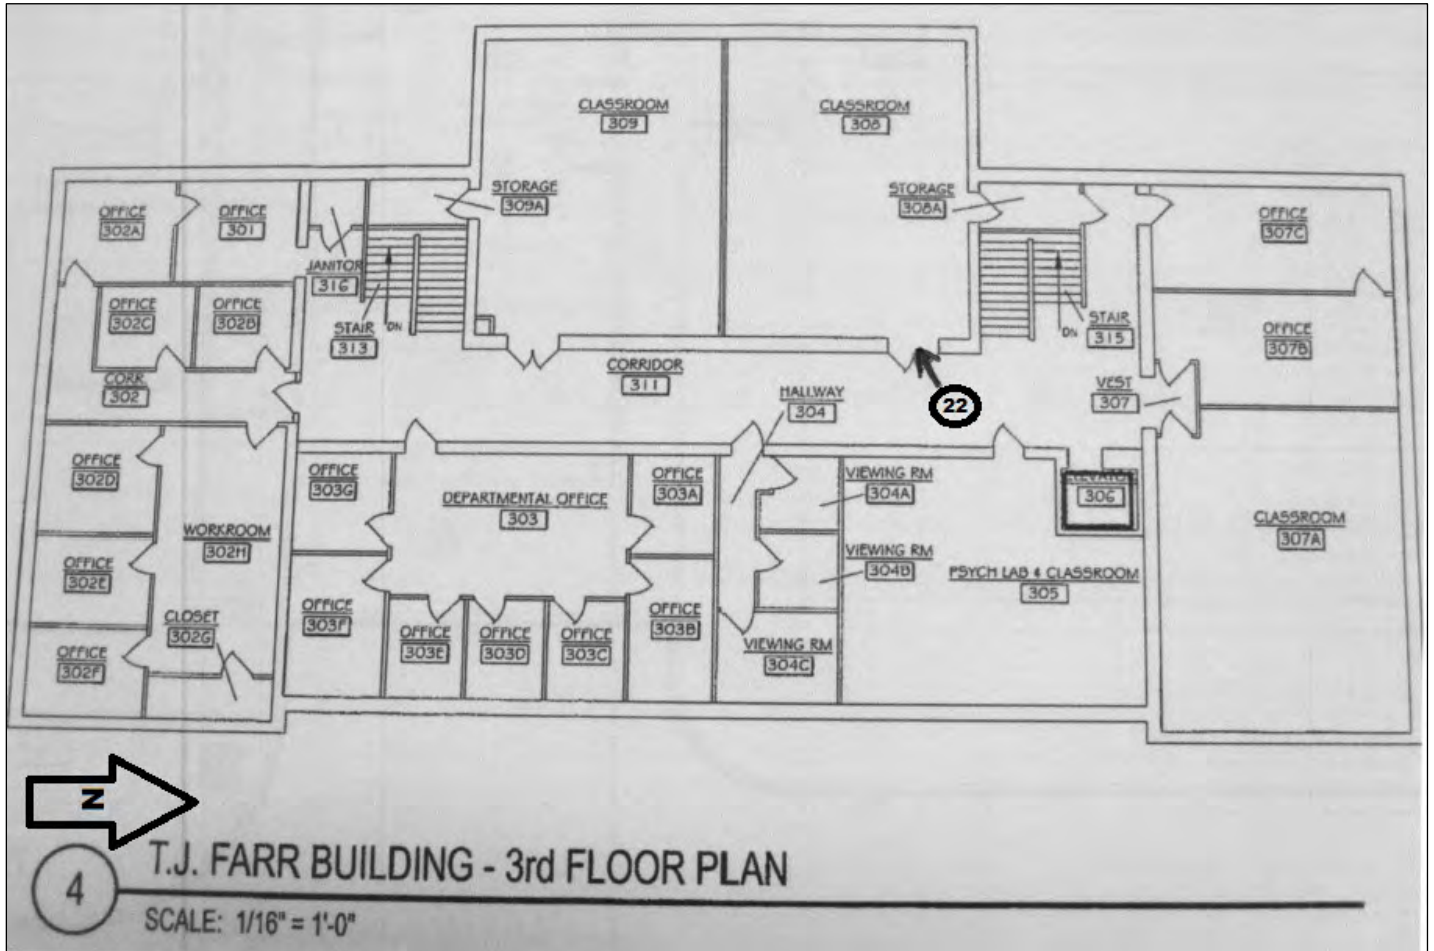 CLASSROOM
309
CLASSROOM
308
STORAGE
309A
STORAGE
308A
OFFICE
302A
OFFICE
301
OFFICE
307C
JANITOR
316
OFFICE
302C
OFFICE
302B
STAIR
313
DN
STAIR
315
DN
OFFICE
307B
CORR.
302
CORRIDOR
311
HALLWAY
304
22
VEST
307
OFFICE
302D
OFFICE
303G
DEPARTMENTAL OFFICE
303
OFFICE
303A
VIEWING RM
304A
ELEVATOR
306
CLASSROOM
307A
WORKROOM
302H
OFFICE
302E
VIEWING RM
304B
PSYCH LAB & CLASSROOM
305
CLOSET
302G
OFFICE
303F
OFFICE
303E
OFFICE
303D
OFFICE
303C
OFFICE
303B
VIEWING RM
304C
OFFICE
302F
N
4
T.J. FARR BUILDING - 3rd FLOOR PLAN
SCALE: 1/16" = 1'-0"